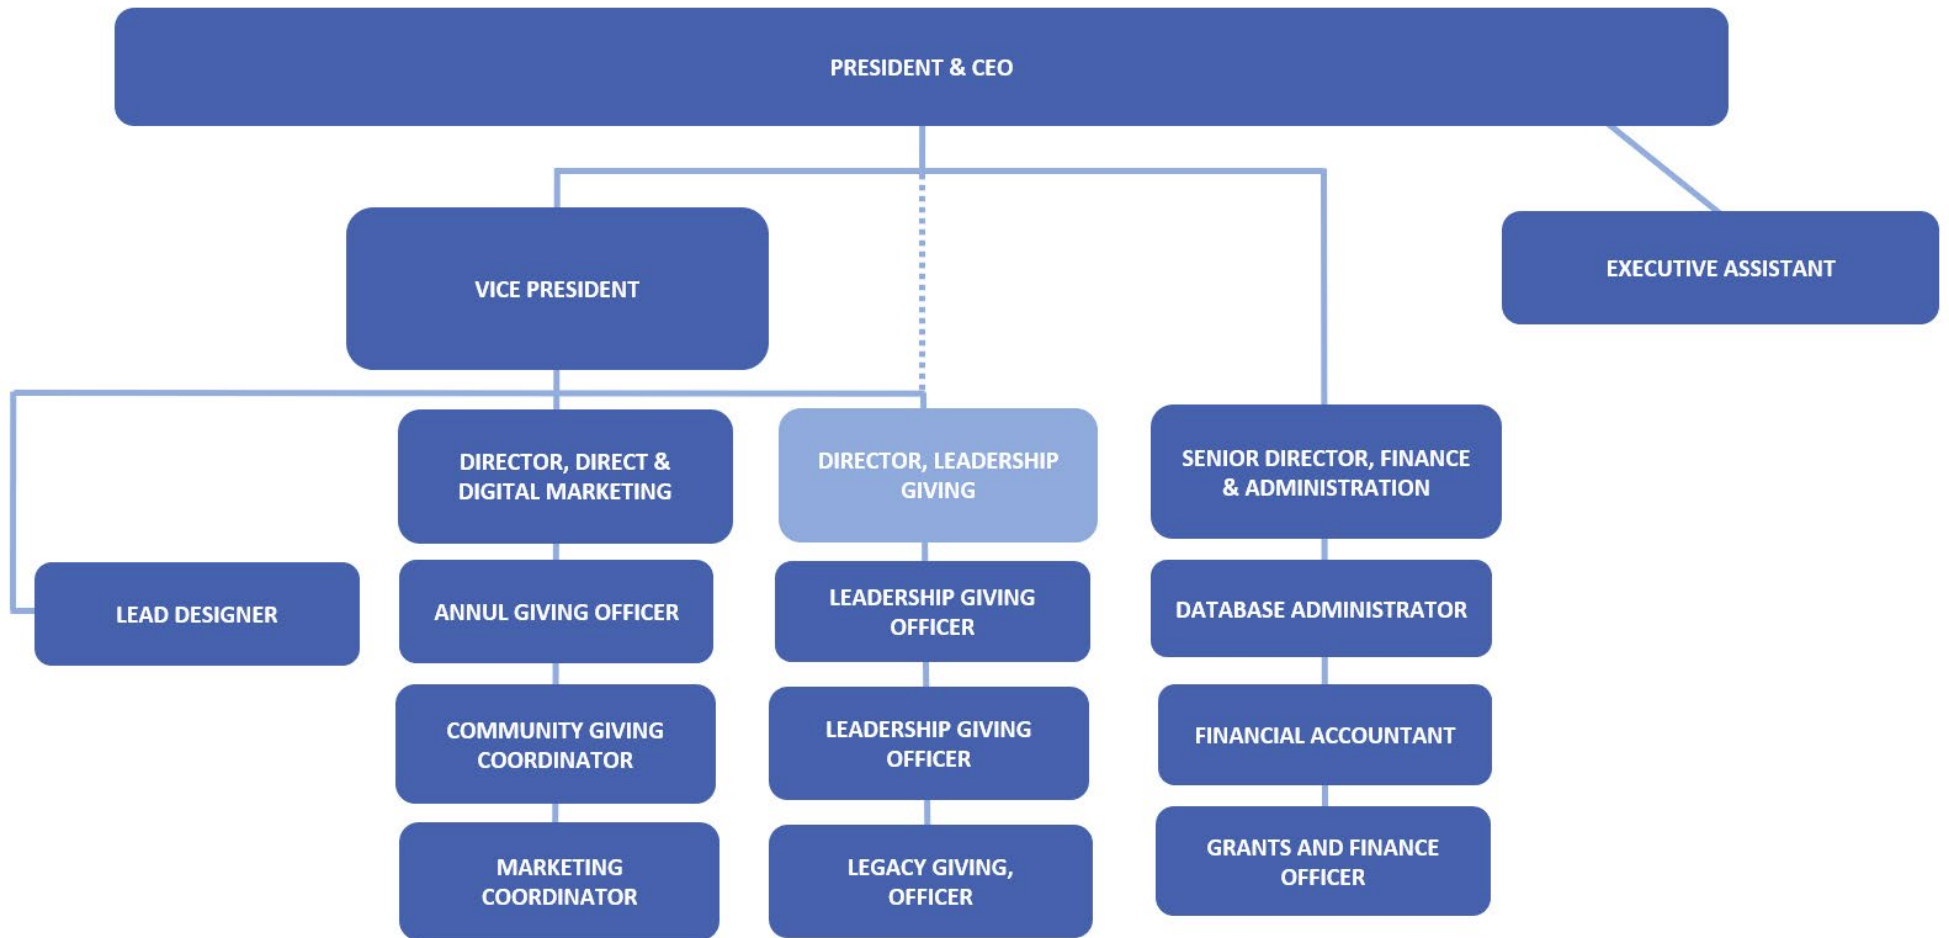 PRESIDENT & CEO
VICE PRESIDENT
EXECUTIVE ASSISTANT
DIRECTOR, DIRECT &
DIGITAL MARKETING
DIRECTOR, LEADERSHIP
GIVING
SENIOR DIRECTOR, FINANCE
& ADMINISTRATION
LEAD DESIGNER
ANNUL GIVING OFFICER
LEADERSHIP GIVING
OFFICER
DATABASE ADMINISTRATOR
COMMUNITY GIVING
COORDINATOR
LEADERSHIP GIVING
OFFICER
FINANCIAL ACCOUNTANT
MARKETING
COORDINATOR
LEGACY GIVING,
OFFICER
GRANTS AND FINANCE
OFFICER